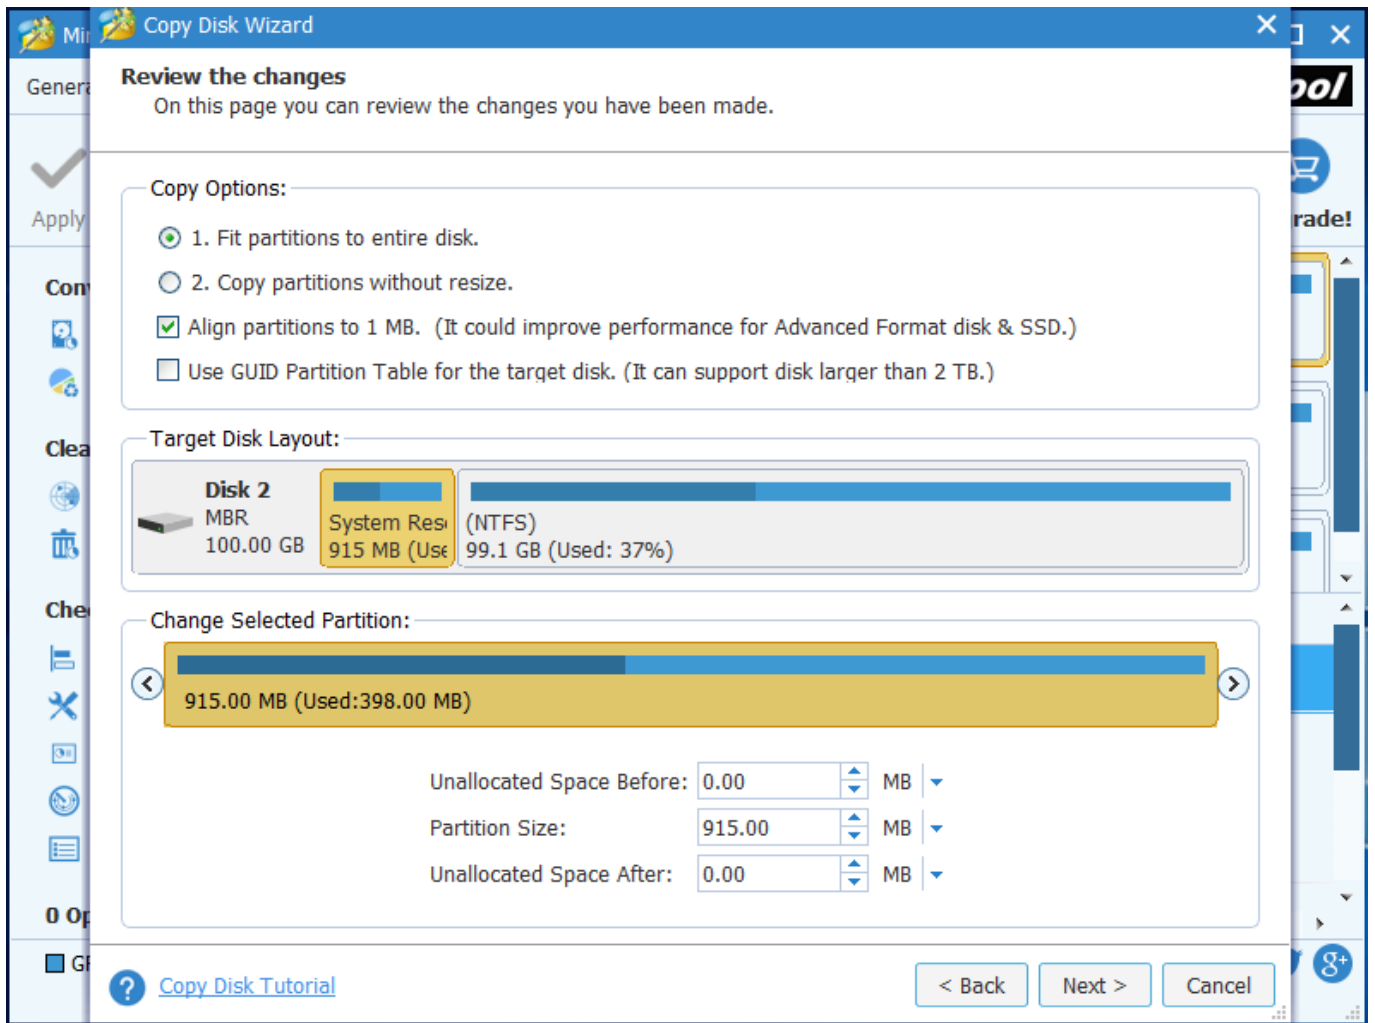 Copy Disk Wizard
Review the changes
On this page you can review the changes you have been made.
Copy Options:
1. Fit partitions to entire disk.
2. Copy partitions without resize.
Align partitions to 1 MB. (It could improve performance for Advanced Format disk & SSD.)
Use GUID Partition Table for the target disk. (It can support disk larger than 2 TB.)
Target Disk Layout:
Disk 2
MBR
100.00 GB
System Res
915 MB (Use
(NTFS)
99.1 GB (Used: 37%)
Change Selected Partition:
915.00 MB (Used:398.00 MB)
Unallocated Space Before: 0.00 MB
Partition Size: 915.00 MB
Unallocated Space After: 0.00 MB
? Copy Disk Tutorial
< Back
Next >
Cancel
Apply
ool
rade!
0 Op
8+